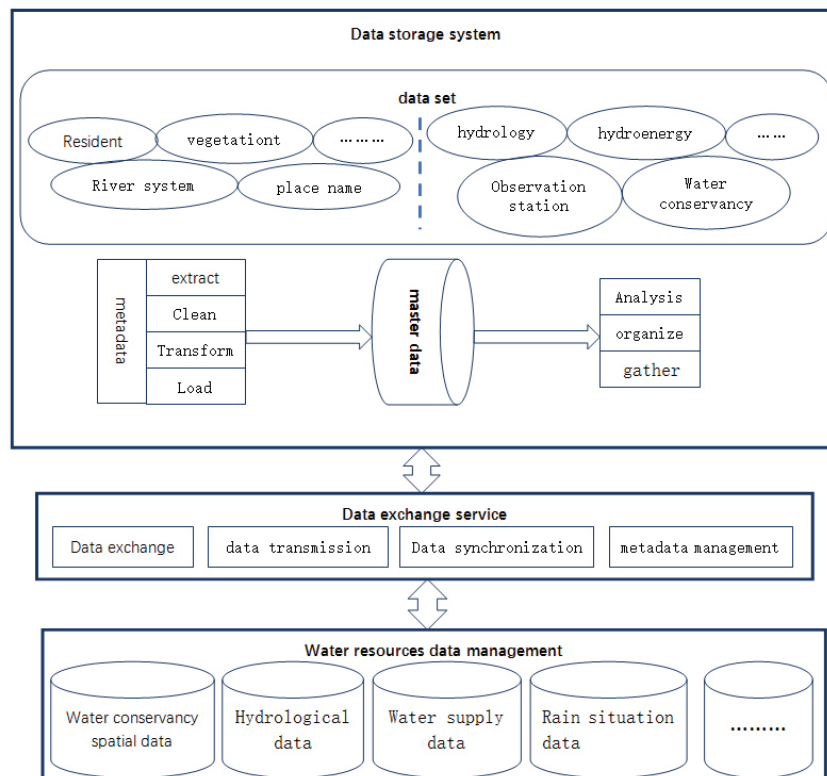 Data storage system
data set
Resident
vegetationt
………
hydrology
hydroenergy
……
River system
place name
Observation
station
Water
conservancy
metadata
extract
Clean
Transform
Load
master data
Analysis
organize
gather
Data exchange service
Data exchange
data transmission
Data synchronization
metadata management
Water resources data management
Water conservancy
spatial data
Hydrological
data
Water supply
data
Rain situation
data
………